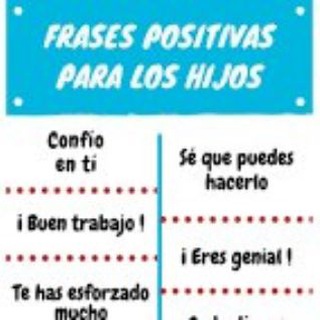 FRASES POSITIVAS
PARA LOS HIJOS
Confío
en ti
¡ Buen trabajo !
Te has esforzado
mucho
Sé que puedes
hacerlo
¡ Eres genial !